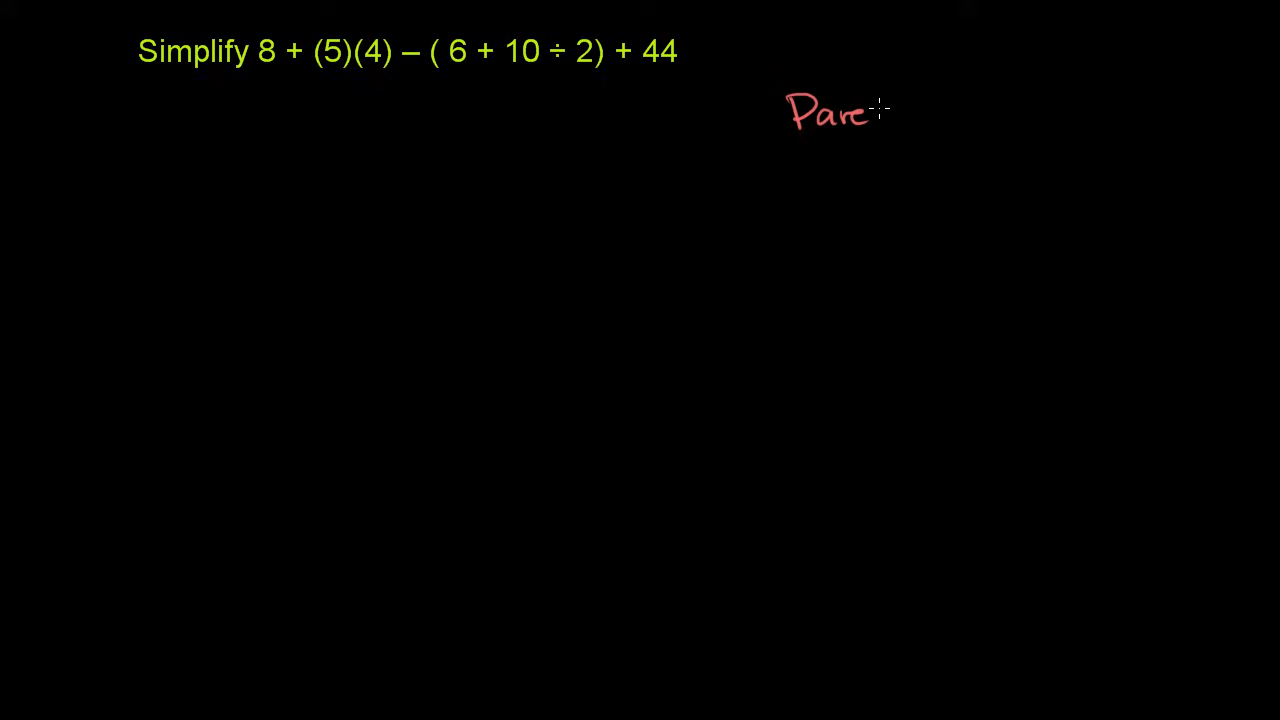 Simplify 8 + (5)(4) – ( 6 + 10 ÷ 2) + 44
Pare